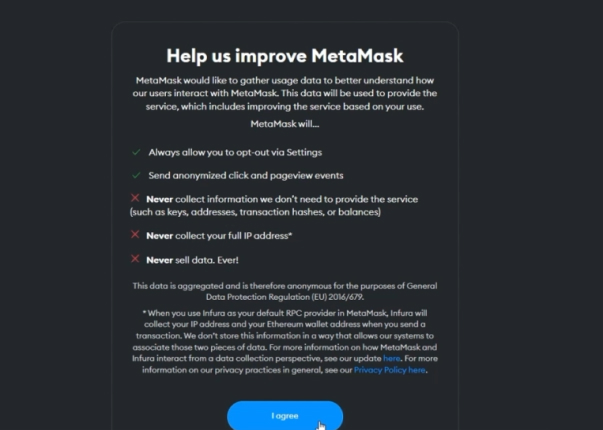 Help us improve MetaMask
MetaMask would like to gather usage data to better understand how
our users interact with MetaMask. This data will be used to provide the
service, which includes improving the service based on your use.
MetaMask will...
Always allow you to opt-out via Settings
Send anonymized click and pageview events
Never collect information we don't need to provide the service
(such as keys, addresses, transaction hashes, or balances)
Never collect your full IP address*
Never sell data. Ever!
This data is aggregated and is therefore anonymous for the purposes of General
Data Protection Regulation (EU) 2016/679.
* When you use Infura as your default RPC provider in MetaMask, Infura will
collect your IP address and your Ethereum wallet address when you send a
transaction. We don't store this information in a way that allows our systems to
associate those two pieces of data. For more information on how MetaMask and
Infura interact from a data collection perspective, see our update here. For more
information on our privacy practices in general, see our Privacy Policy here.
I agree